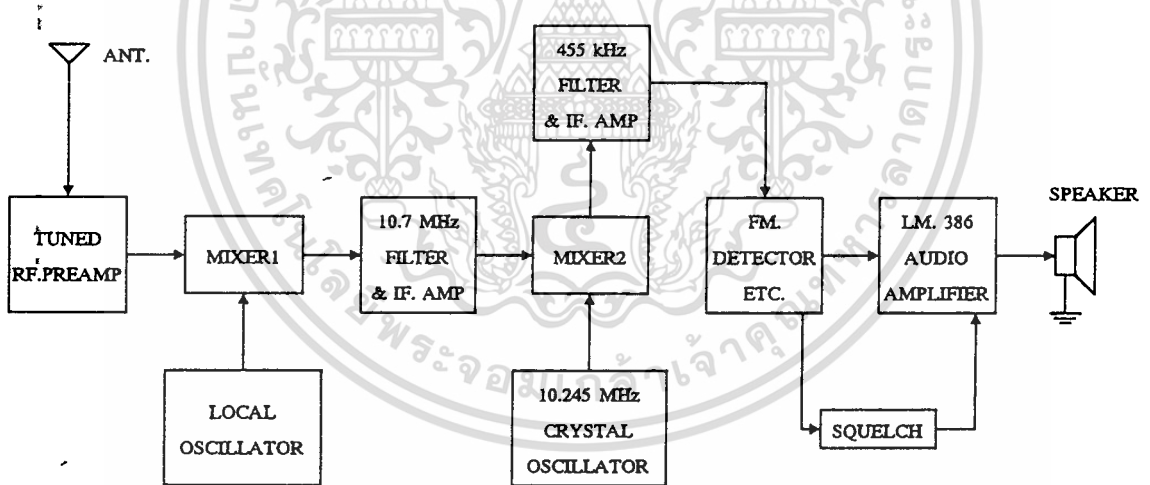 ANT.
TUNED
RF.PREAMP
MIXER1
LOCAL
OSCILLATOR
10.7 MHz
FILTER
& IF. AMP
MIXER2
10.245 MHz
CRYSTAL
OSCILLATOR
455 kHz
FILTER
& IF. AMP
FM.
DETECTOR
ETC.
SQUELCH
LM. 386
AUDIO
AMPLIFIER
SPEAKER